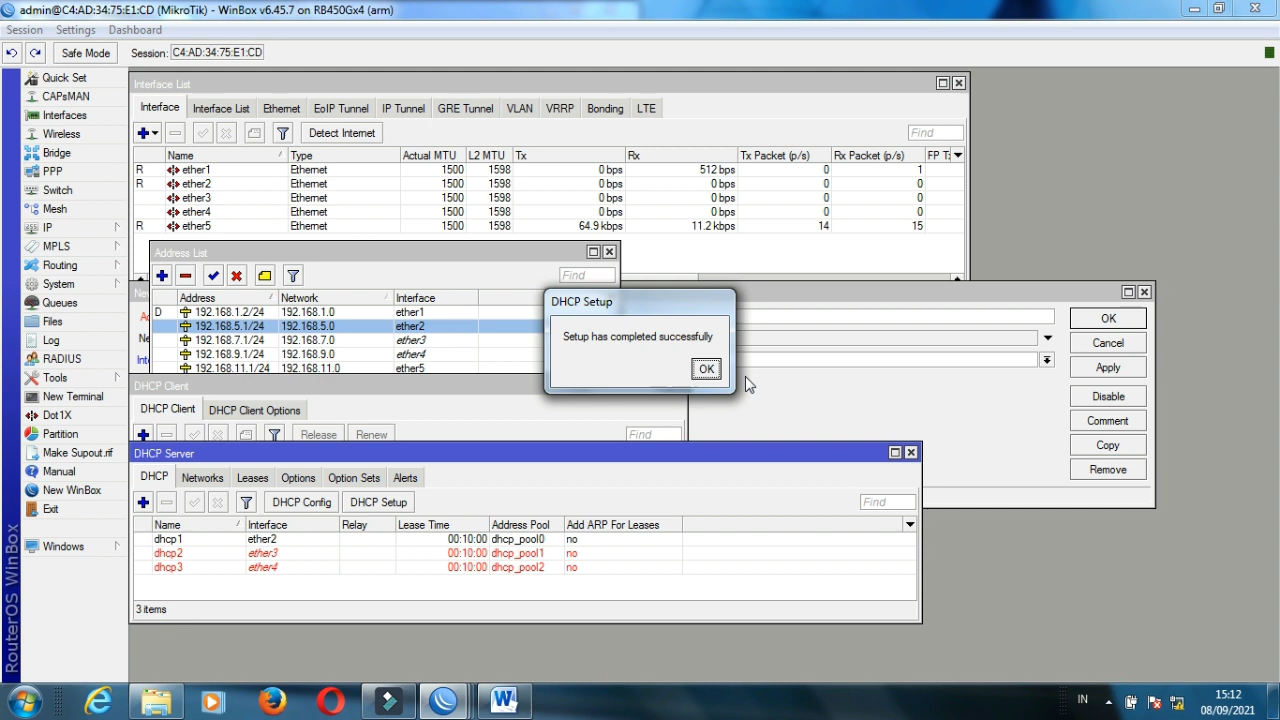 admin@C4:AD:34:75:E1:CD (MikroTik) - WinBox v6.45.7 on RB450Gx4 (arm)
Session Settings Dashboard
Safe Mode Session: C4:AD:34:75:E1:CD
Quick Set
CAPsMAN
Interfaces
Wireless
Bridge
PPP
Switch
Mesh
IP
MPLS
Routing
System
Queues
Files
Log
RADIUS
Tools
New Terminal
Dot1X
Partition
Make Supout.rif
Manual
New WinBox
Exit
Windows
RouterOS WinBox
Interface List
Interface Interface List Ethernet EoIP Tunnel IP Tunnel GRE Tunnel VLAN VRRP Bonding LTE
Detect Internet Find
Name Type Actual MTU L2 MTU Tx Rx Tx Packet (p/s) Rx Packet (p/s) FP T
R ether1 Ethernet 1500 1598 0 bps 512 bps 0 1
R ether2 Ethernet 1500 1598 0 bps 0 bps 0 0
ether3 Ethernet 1500 1598 0 bps 0 bps 0 0
ether4 Ethernet 1500 1598 0 bps 0 bps 0 0
R ether5 Ethernet 1500 1598 64.9 kbps 11.2 kbps 14 15
Address List
Find
Address Network Interface
D 192.168.1.2/24 192.168.1.0 ether1
192.168.5.1/24 192.168.5.0 ether2
192.168.7.1/24 192.168.7.0 ether3
192.168.9.1/24 192.168.9.0 ether4
192.168.11.1/24 192.168.11.0 ether5
DHCP Setup
Setup has completed successfully
OK
OK
Cancel
Apply
Disable
Comment
Copy
Remove
DHCP Client
DHCP Client DHCP Client Options
Release Renew Find
DHCP Server
DHCP Networks Leases Options Option Sets Alerts
DHCP Config DHCP Setup Find
Name Interface Relay Lease Time Address Pool Add ARP For Leases
dhcp1 ether2 00:10:00 dhcp_pool0 no
dhcp2 ether3 00:10:00 dhcp_pool1 no
dhcp3 ether4 00:10:00 dhcp_pool2 no
3 items
IN
15:12
08/09/2021